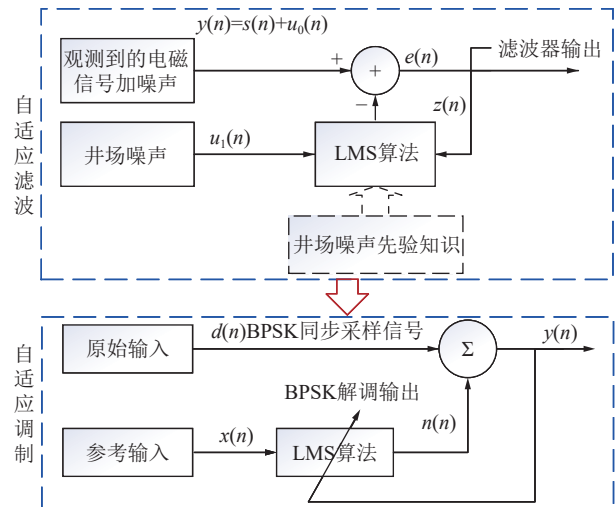 y(n)=s(n)+u₀(n)
观测到的电磁
信号加噪声
+
+
e(n)
滤波器输出
−
z(n)
自适应滤波
井场噪声
u₁(n)
LMS算法
井场噪声先验知识
原始输入
d(n)BPSK同步采样信号
Σ
y(n)
自适应调制
BPSK解调输出
n(n)
参考输入
x(n)
LMS算法